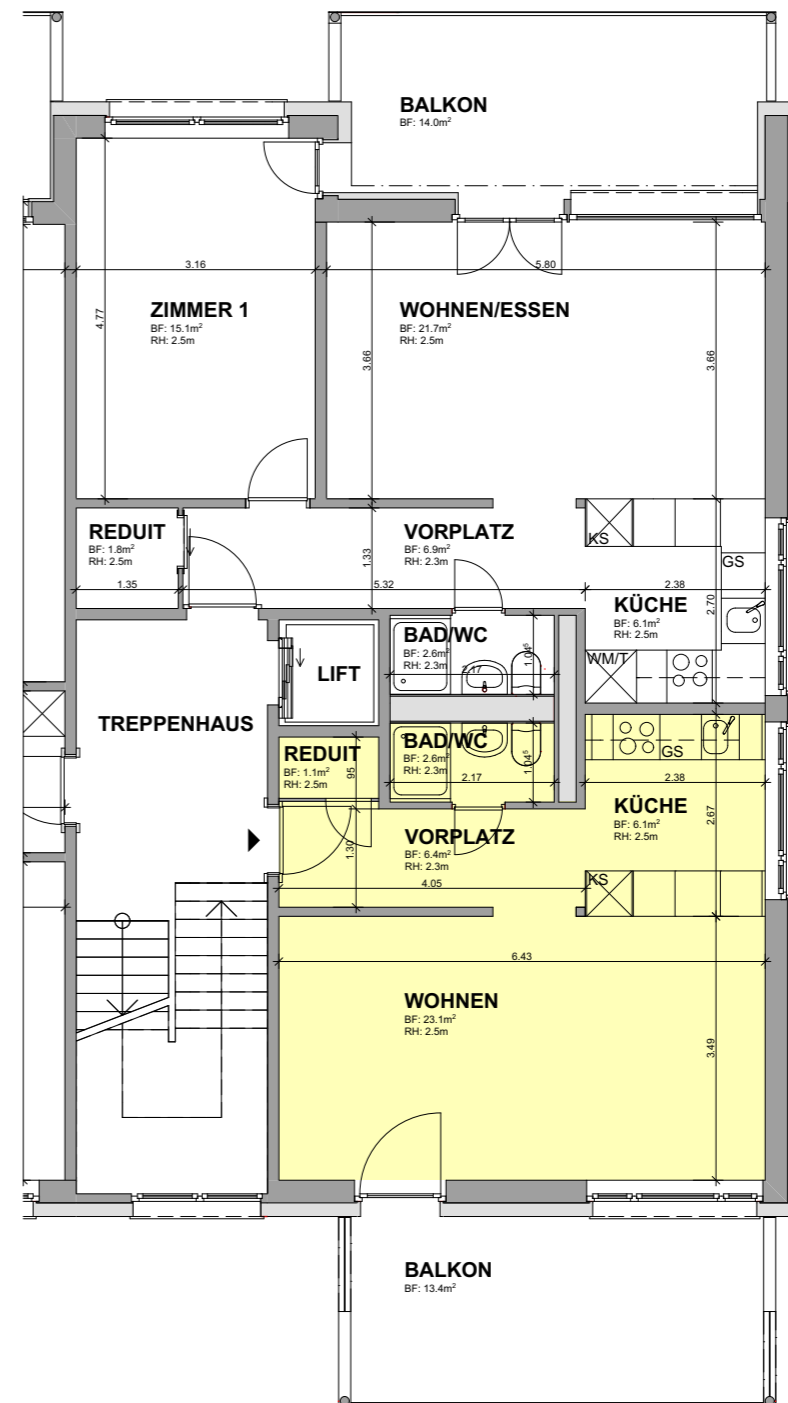 BALKON
BF: 14.0m²
3.16
5.80
4.77
ZIMMER 1
BF: 15.1m²
RH: 2.5m
WOHNEN/ESSEN
BF: 21.7m²
RH: 2.5m
3.66
3.66
REDUIT
BF: 1.8m²
RH: 2.5m
1.35
VORPLATZ
BF: 6.9m²
RH: 2.3m
1.33
5.32
KS
GS
2.38
2.70
KÜCHE
BF: 6.1m²
RH: 2.5m
WM/T
BAD/WC
BF: 2.6m²
RH: 2.3m
2.17
1.04⁵
LIFT
TREPPENHAUS
REDUIT
BF: 1.1m²
RH: 2.5m
95
BAD/WC
BF: 2.6m²
RH: 2.3m
2.17
1.04⁵
GS
2.38
KÜCHE
BF: 6.1m²
RH: 2.5m
2.67
VORPLATZ
BF: 6.4m²
RH: 2.3m
1.30
4.05
KS
6.43
WOHNEN
BF: 23.1m²
RH: 2.5m
3.49
BALKON
BF: 13.4m²